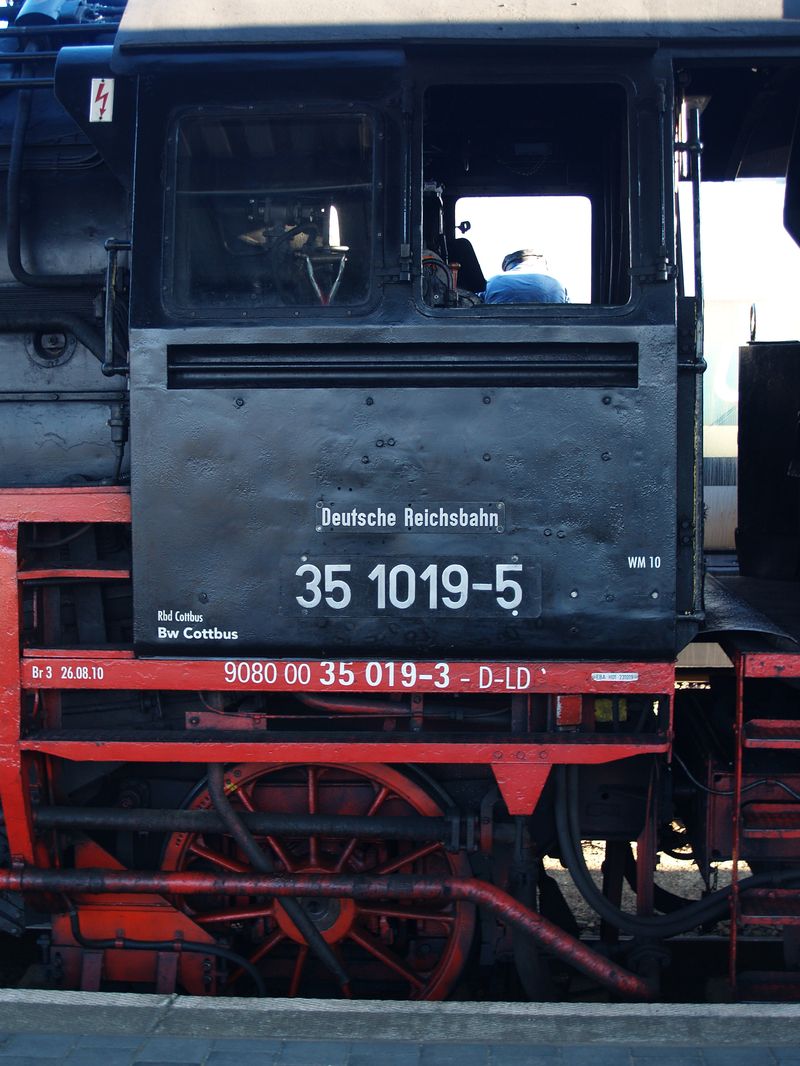 Deutsche Reichsbahn
35 1019-5
WM 10
Rbd Cottbus
Bw Cottbus
Br 3 26.08.10
9080 00 35 019-3 - D-LD